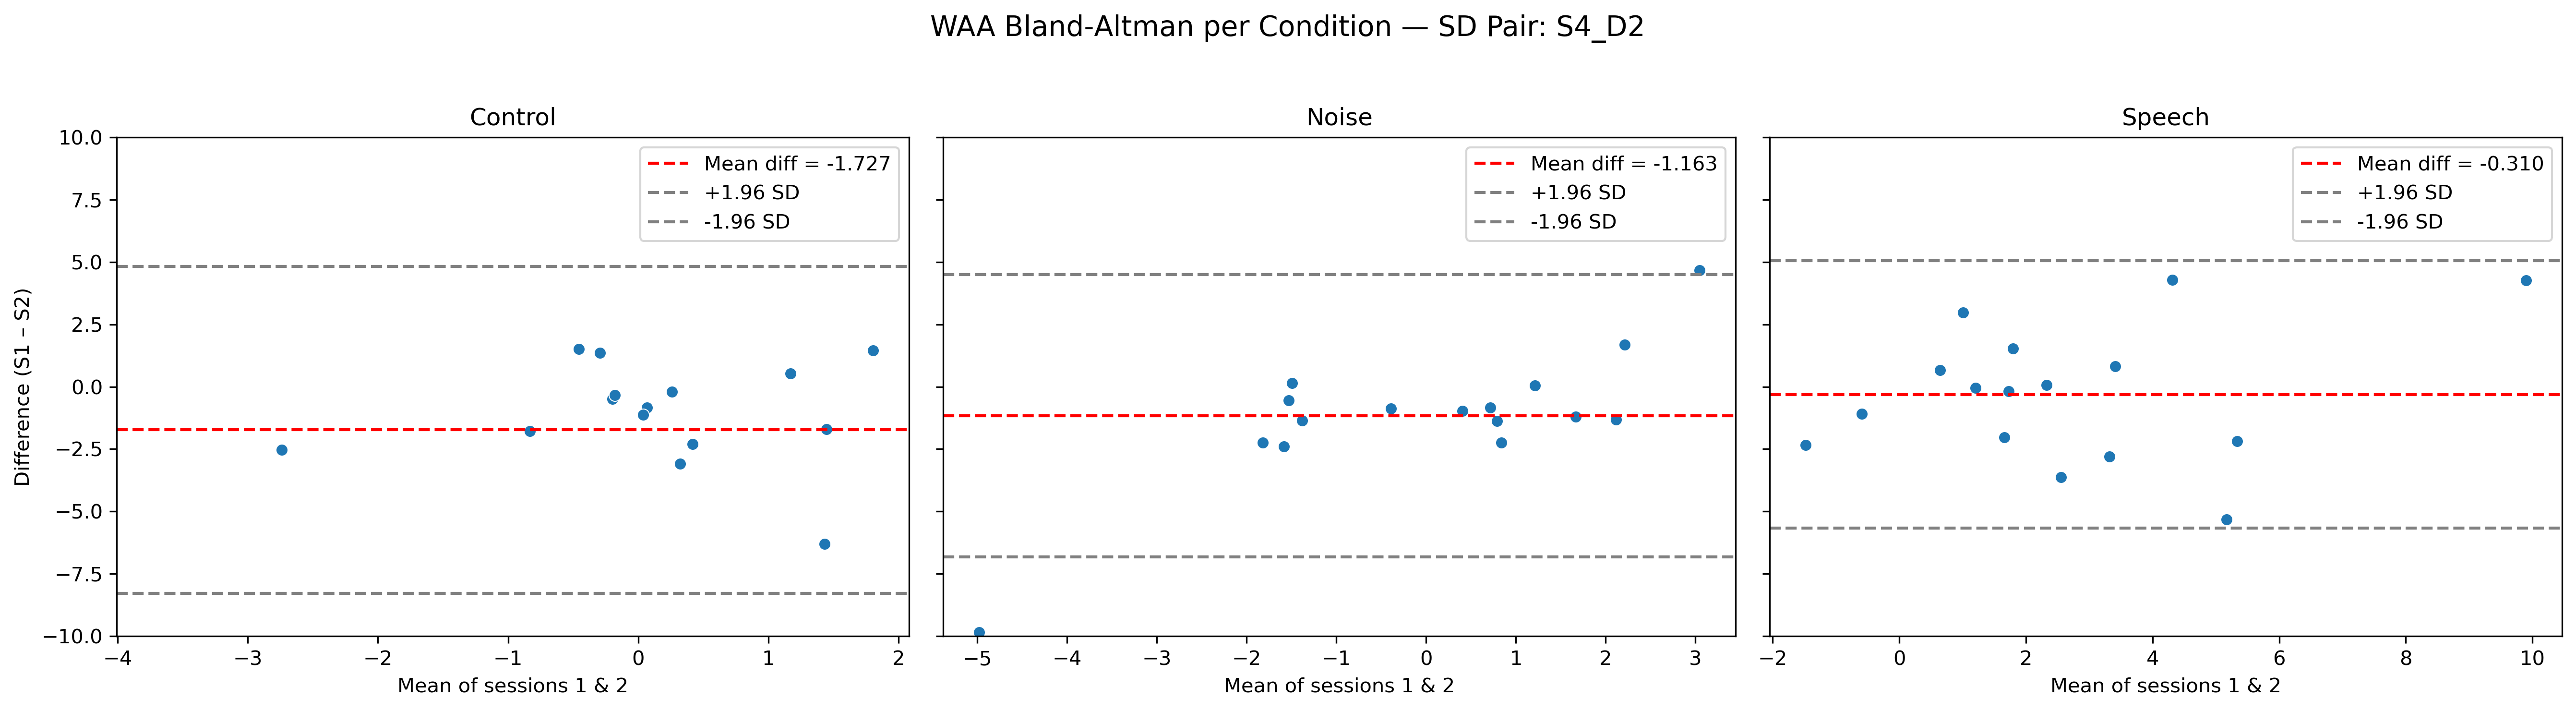 WAA Bland-Altman per Condition — SD Pair: S4_D2
Control
Mean diff = -1.727
+1.96 SD
-1.96 SD
10.0
7.5
5.0
2.5
0.0
−2.5
−5.0
−7.5
−10.0
Difference (S1 – S2)
−4 −3 −2 −1 0 1 2
Mean of sessions 1 & 2
Noise
Mean diff = -1.163
+1.96 SD
-1.96 SD
−5 −4 −3 −2 −1 0 1 2 3
Mean of sessions 1 & 2
Speech
Mean diff = -0.310
+1.96 SD
-1.96 SD
−2 0 2 4 6 8 10
Mean of sessions 1 & 2